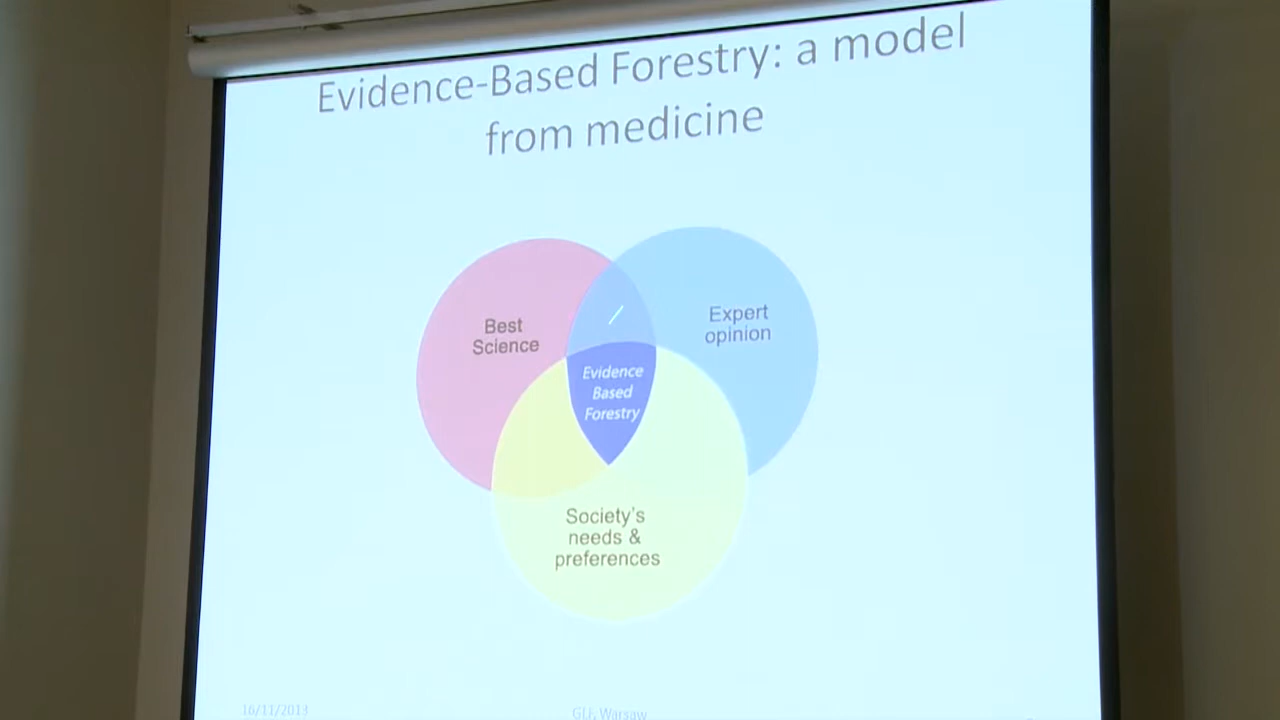 Evidence-Based Forestry: a model
from medicine
Best
Science
Expert
opinion
Evidence
Based
Forestry
Society's
needs &
preferences
16/11/2013
GLF, Warsaw